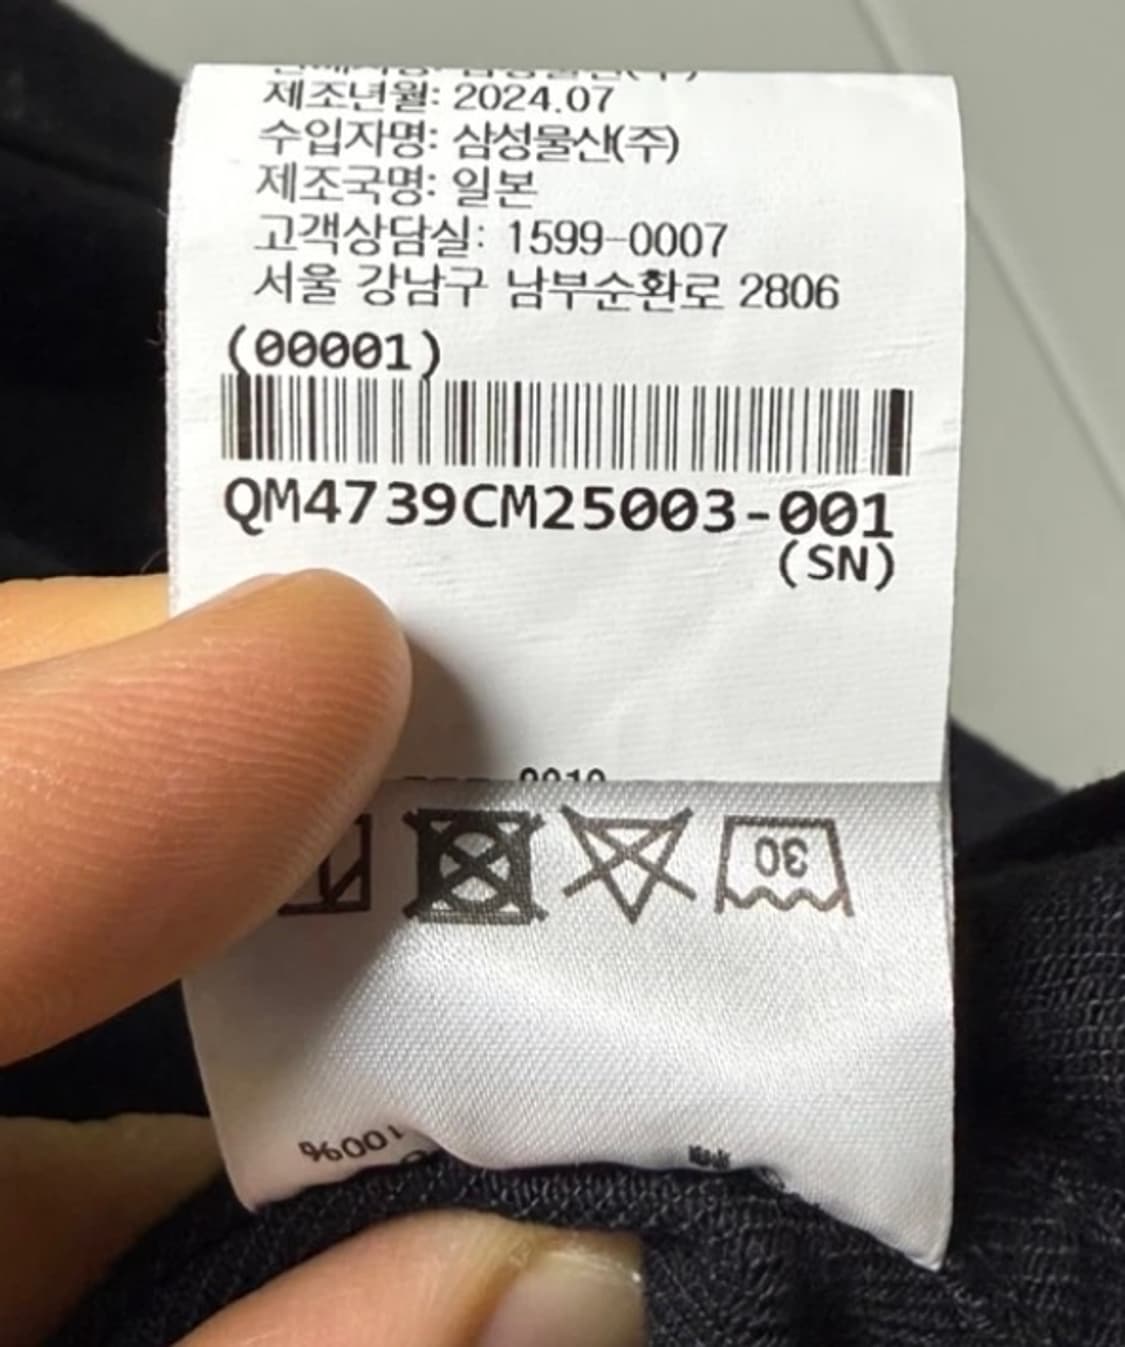 제조년월: 2024.07
수입자명: 삼성물산(주)
제조국명: 일본
고객상담실: 1599-0007
서울 강남구 남부순환로 2806
(00001)
QM4739CM25003-001
(SN)
30
100%